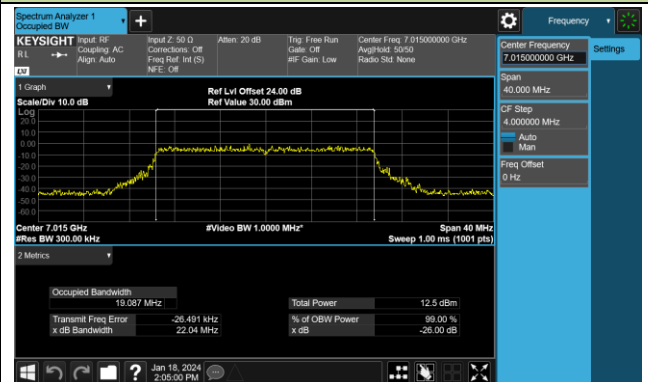 Spectrum Analyzer 1
Occupied BW
Frequency
KEYSIGHT
RL
LXI
Input: RF
Coupling: AC
Align: Auto
Input Z: 50 Ω
Corrections: Off
Freq Ref: Int (S)
NFE: Off
Atten: 20 dB
Trig: Free Run
Gate: Off
#IF Gain: Low
Center Freq: 7.015000000 GHz
Avg|Hold: 50/50
Radio Std: None
Center Frequency
7.015000000 GHz
Settings
Span
40.000 MHz
CF Step
4.000000 MHz
Auto
Man
Freq Offset
0 Hz
1 Graph
Scale/Div 10.0 dB
Ref Lvl Offset 24.00 dB
Ref Value 30.00 dBm
Log
20.0
10.0
0.00
-10.0
-20.0
-30.0
-40.0
-50.0
-60.0
Center 7.015 GHz
#Res BW 300.00 kHz
#Video BW 1.0000 MHz*
Span 40 MHz
Sweep 1.00 ms (1001 pts)
2 Metrics
Occupied Bandwidth
19.087 MHz
Transmit Freq Error -26.491 kHz
x dB Bandwidth 22.04 MHz
Total Power 12.5 dBm
% of OBW Power 99.00 %
x dB -26.00 dB
?
Jan 18, 2024
2:05:00 PM